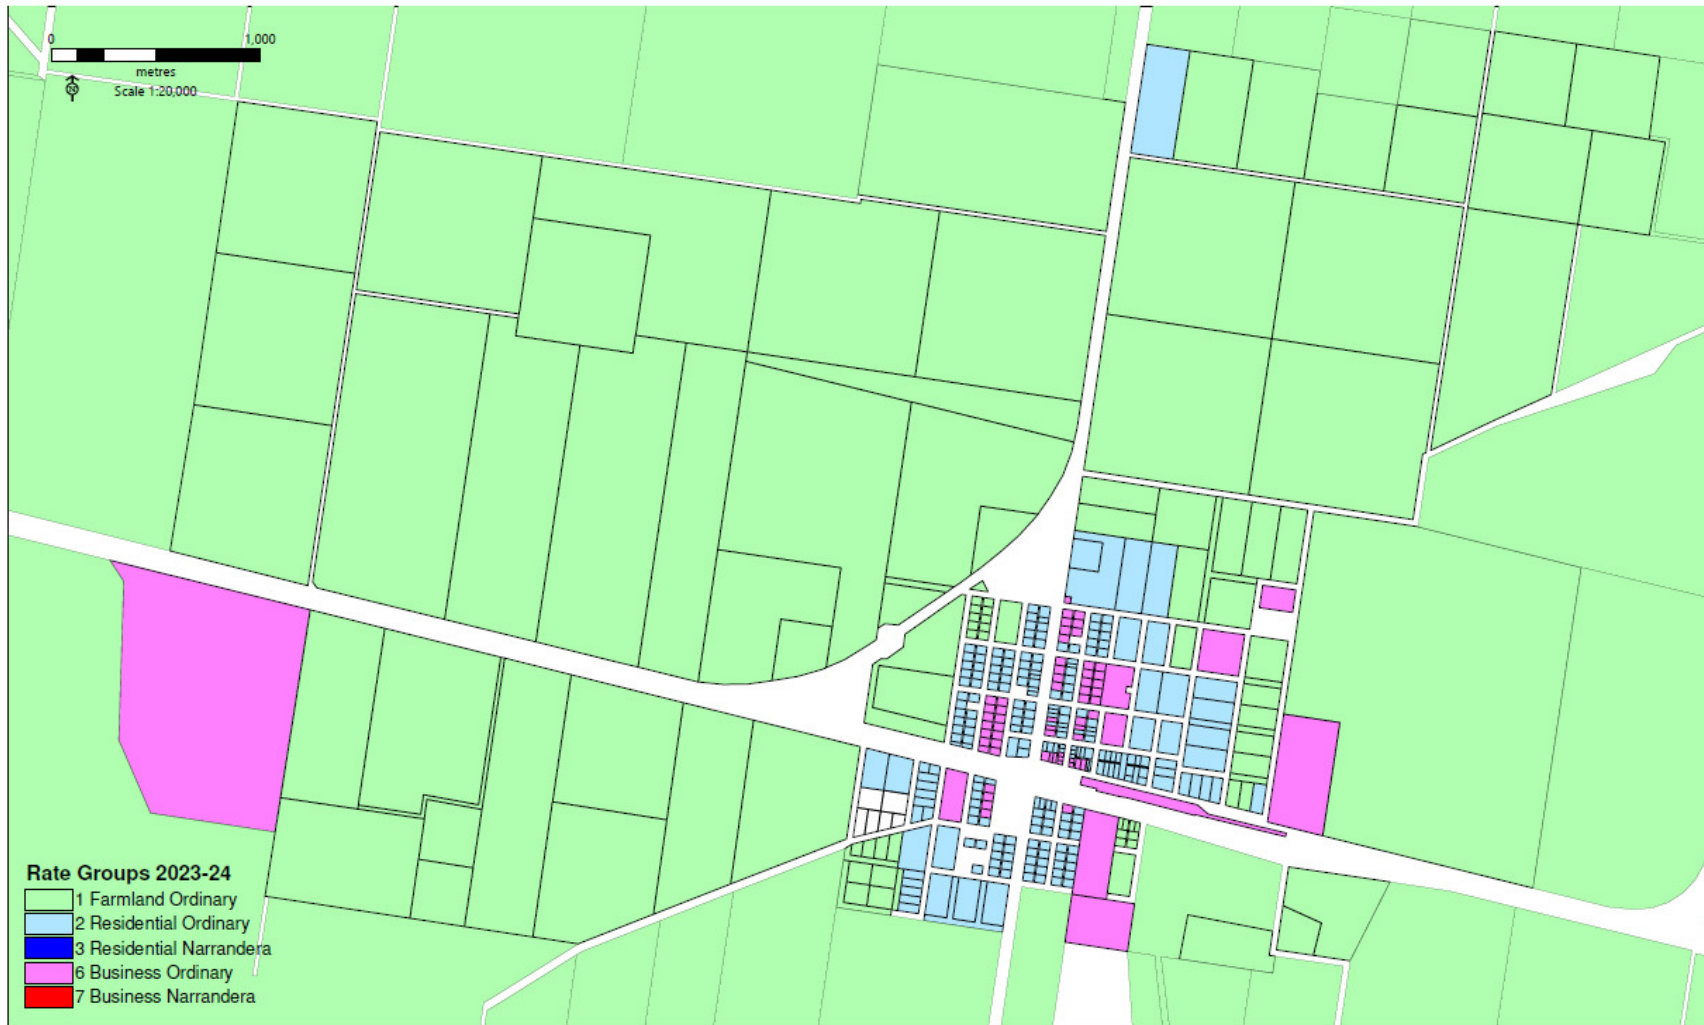 0 1,000
metres
Scale 1:20,000
Rate Groups 2023-24
1 Farmland Ordinary
2 Residential Ordinary
3 Residential Narrandera
6 Business Ordinary
7 Business Narrandera